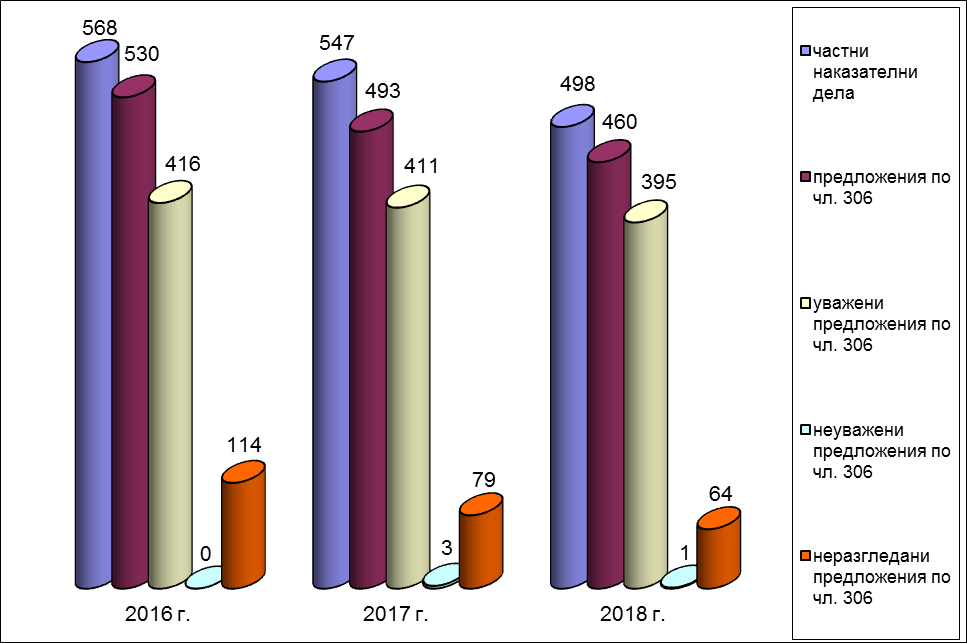 568
530
416
0
114
547
493
411
3
79
498
460
395
1
64
2016 г.
2017 г.
2018 г.
частни
наказателни
дела
предложения по
чл. 306
уважени
предложения по
чл. 306
неуважени
предложения по
чл. 306
неразгледани
предложения по
чл. 306